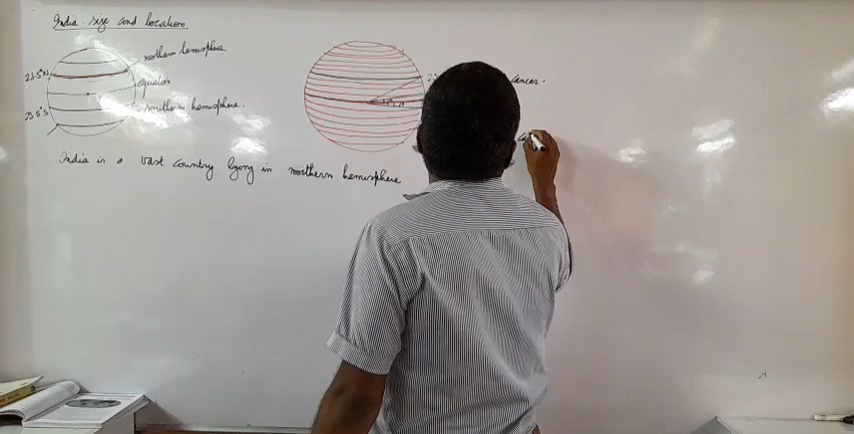 India: size and location
northern hemisphere
23.5°N
equator
23.5°S
southern hemisphere.
cancer.
India is a vast country lying in northern hemisphere